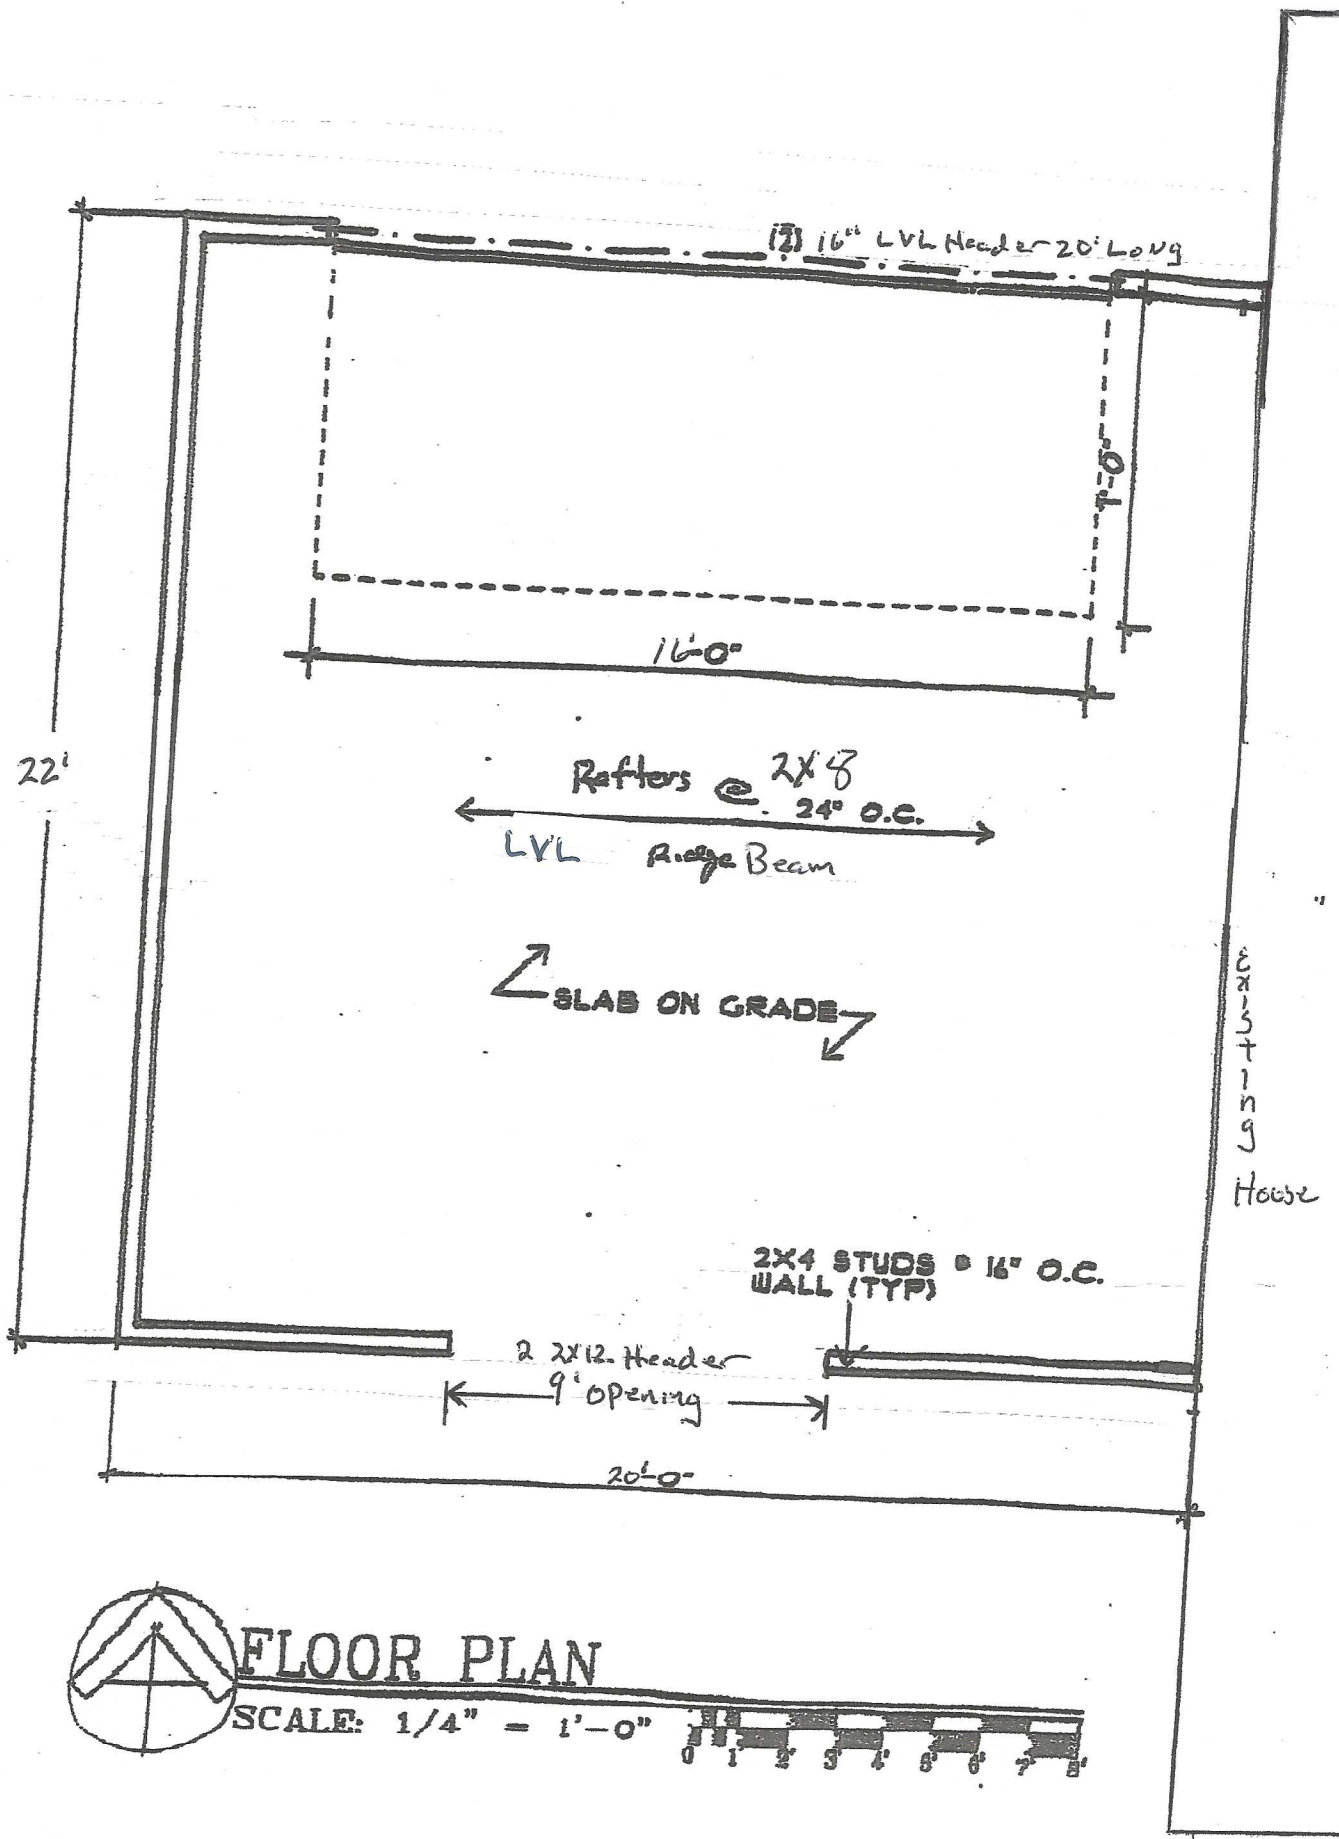 (2) 16" LVL Header 20' Long
7'-0"
16'-0"
22'
Rafters @ 2X8
24" O.C.
LVL Ridge Beam
SLAB ON GRADE
Existing
House
2X4 STUDS @ 16" O.C.
WALL (TYP)
2 2X12 Header
9' opening
20'-0"
FLOOR PLAN
SCALE: 1/4" = 1'-0"
0 1' 2' 3' 4' 5' 6' 7' 8'